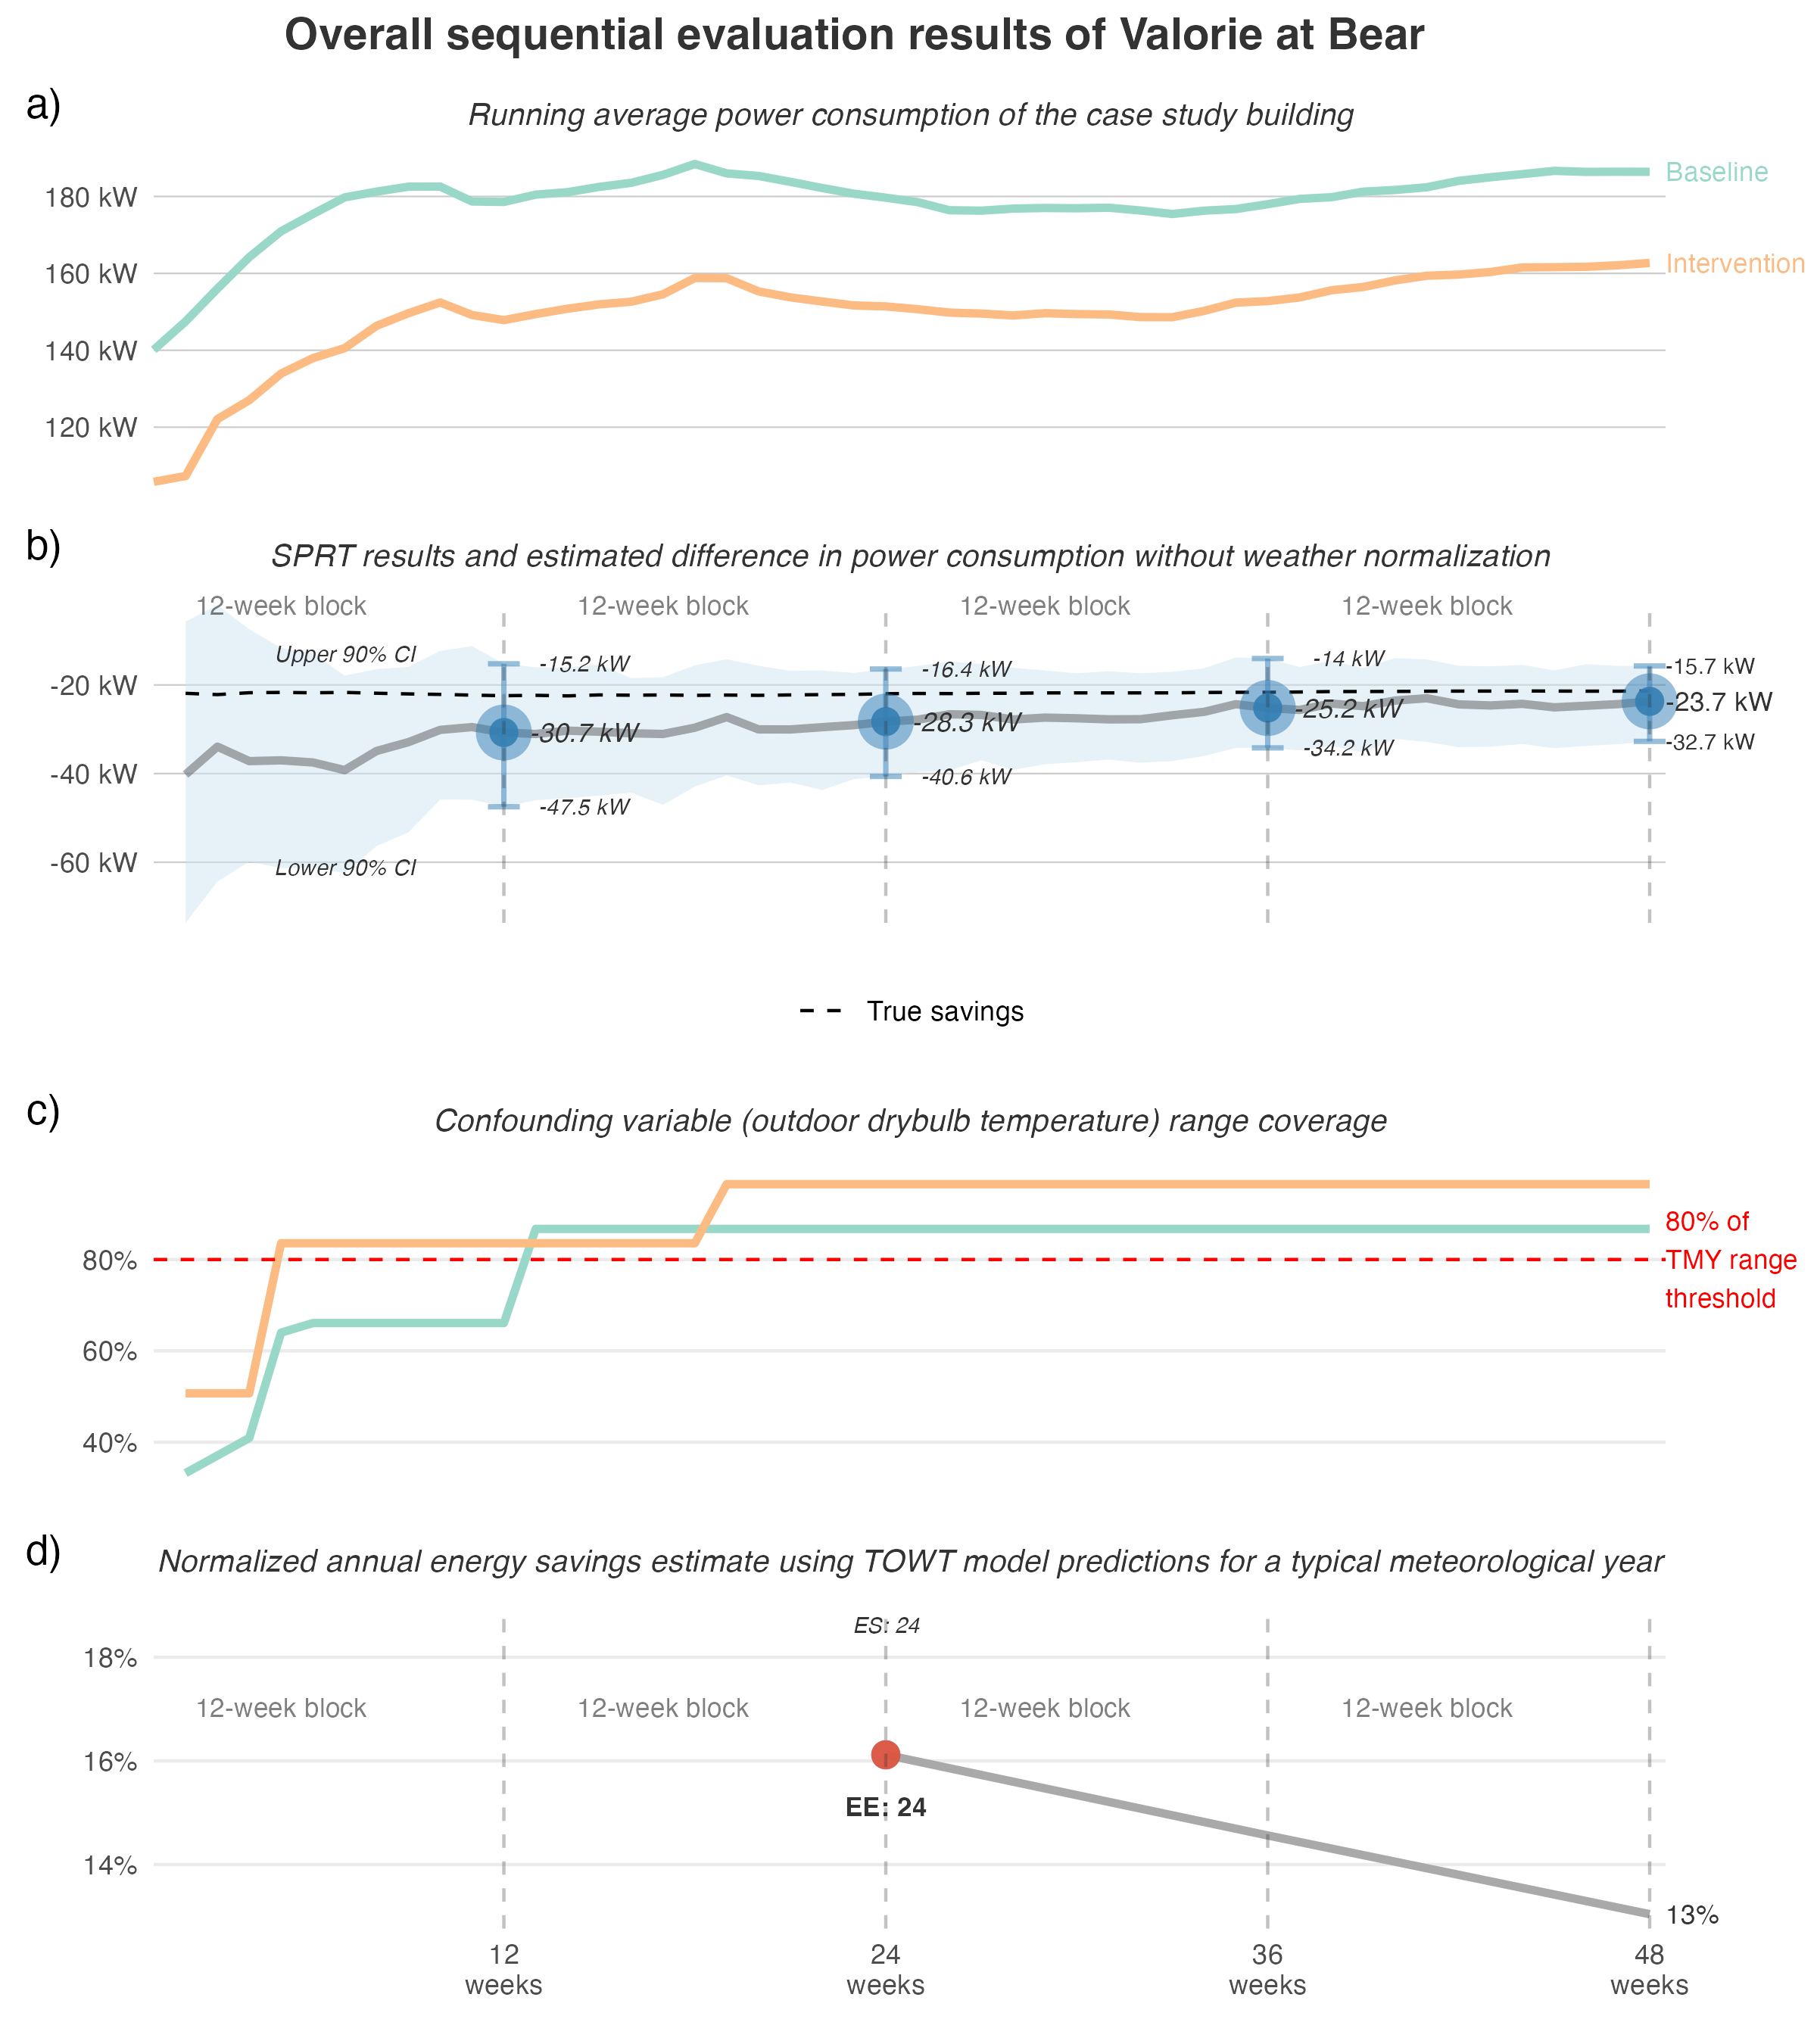 Overall sequential evaluation results of Valorie at Bear
a)
Running average power consumption of the case study building
180 kW
160 kW
140 kW
120 kW
Baseline
Intervention
b)
SPRT results and estimated difference in power consumption without weather normalization
12-week block 12-week block 12-week block 12-week block
Upper 90% CI
Lower 90% CI
-20 kW
-40 kW
-60 kW
-15.2 kW
-30.7 kW
-47.5 kW
-16.4 kW
-28.3 kW
-40.6 kW
-14 kW
-25.2 kW
-34.2 kW
-15.7 kW
-23.7 kW
-32.7 kW
True savings
c)
Confounding variable (outdoor drybulb temperature) range coverage
80%
60%
40%
80% of
TMY range
threshold
d)
Normalized annual energy savings estimate using TOWT model predictions for a typical meteorological year
ES: 24
18%
12-week block 12-week block 12-week block 12-week block
16%
EE: 24
14%
13%
12 24 36 48
weeks weeks weeks weeks